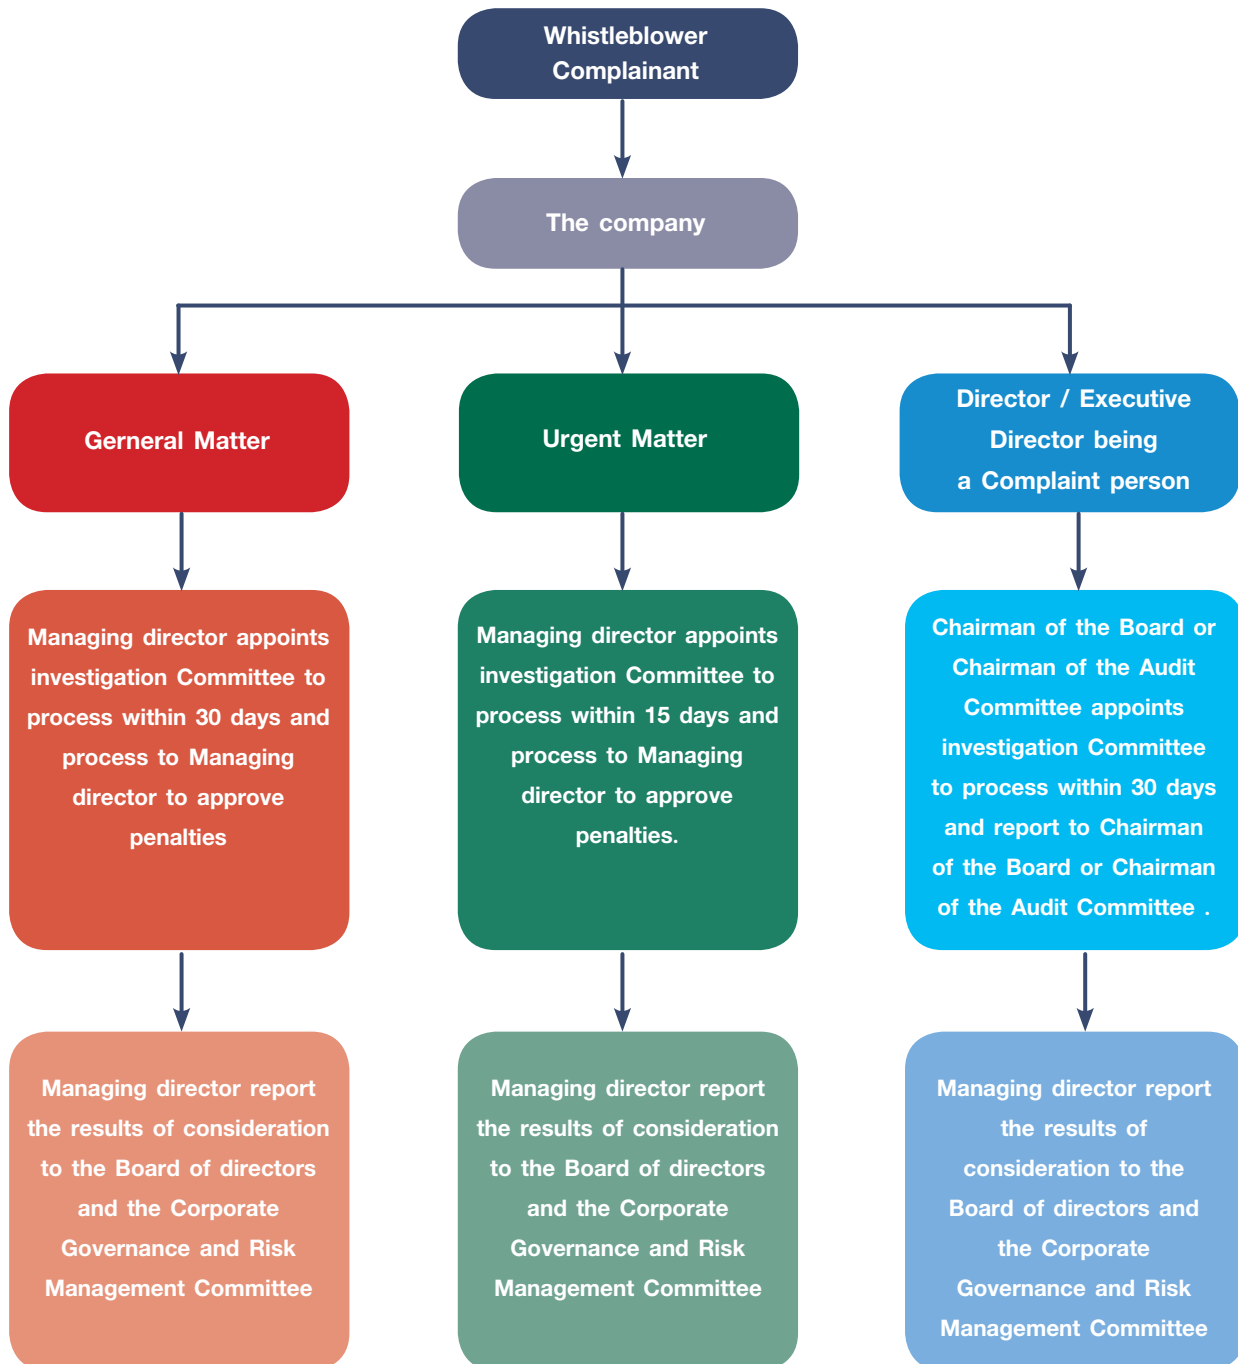 Whistleblower
Complainant
The company
Gerneral Matter
Urgent Matter
Director / Executive
Director being
a Complaint person
Managing director appoints
investigation Committee to
process within 30 days and
process to Managing
director to approve
penalties
Managing director appoints
investigation Committee to
process within 15 days and
process to Managing
director to approve
penalties.
Chairman of the Board or
Chairman of the Audit
Committee appoints
investigation Committee
to process within 30 days
and report to Chairman
of the Board or Chairman
of the Audit Committee .
Managing director report
the results of consideration
to the Board of directors
and the Corporate
Governance and Risk
Management Committee
Managing director report
the results of consideration
to the Board of directors
and the Corporate
Governance and Risk
Management Committee
Managing director report
the results of
consideration to the
Board of directors and
the Corporate
Governance and Risk
Management Committee